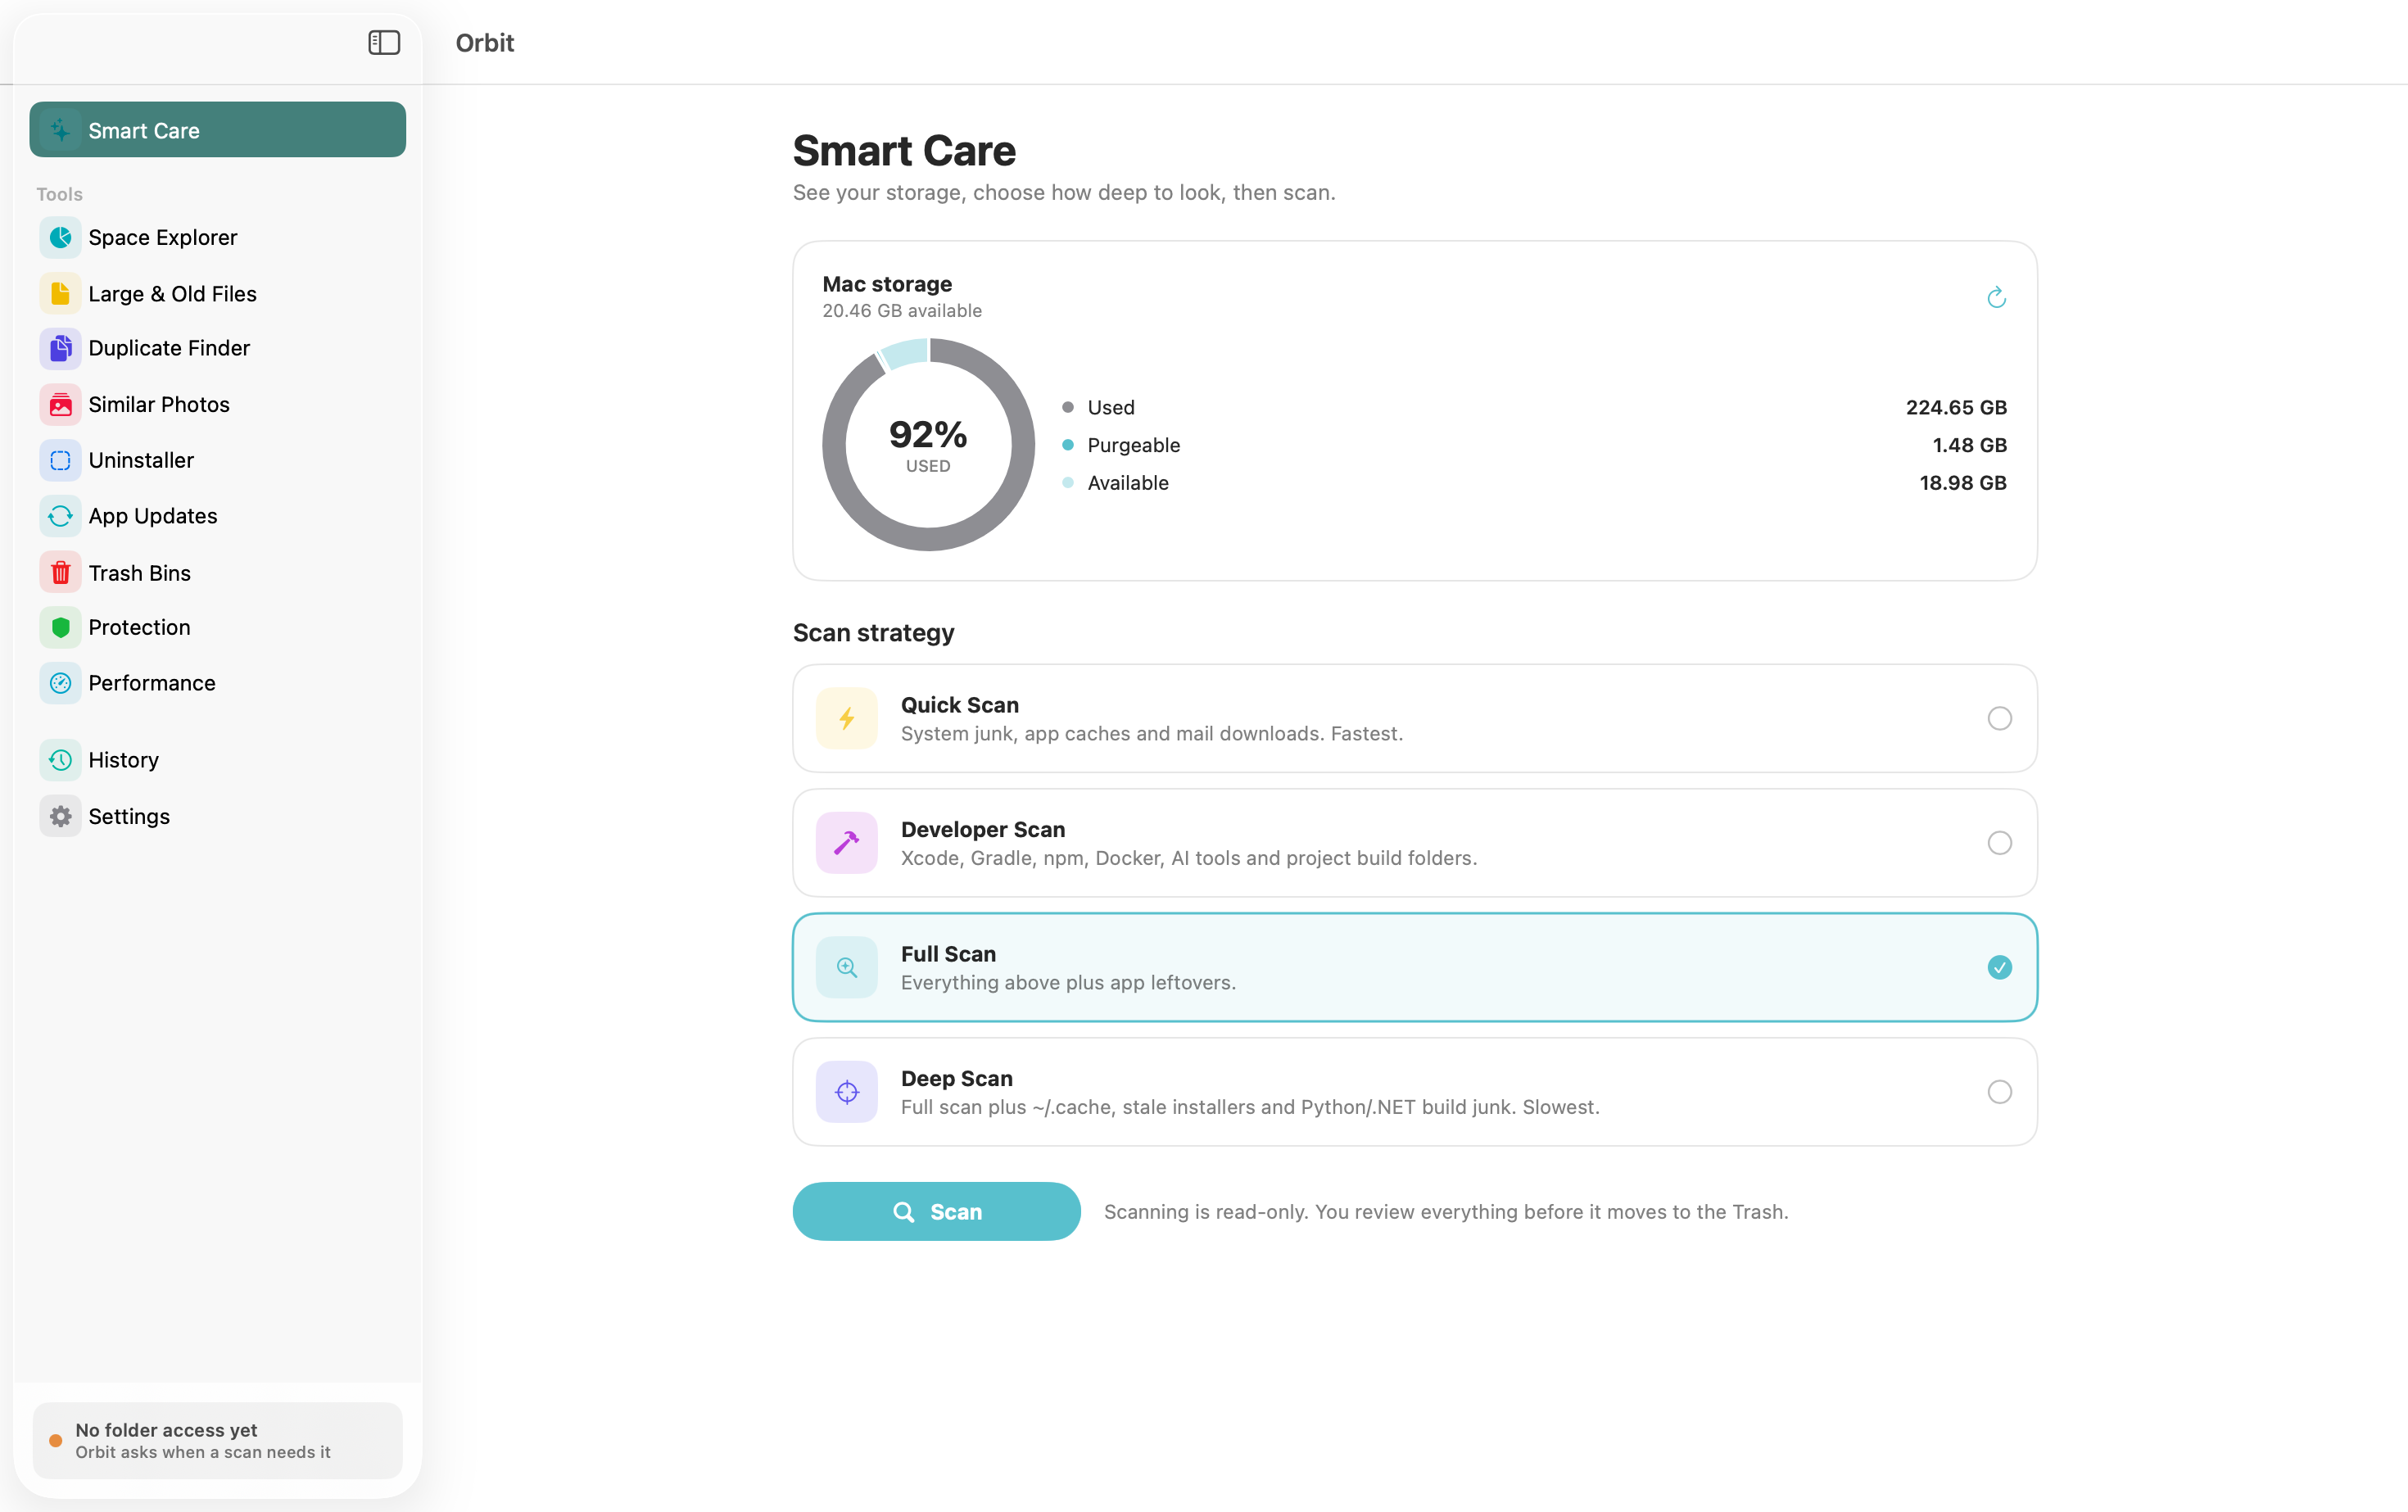 Orbit
Smart Care
Tools
Space Explorer
Large & Old Files
Duplicate Finder
Similar Photos
Uninstaller
App Updates
Trash Bins
Protection
Performance
History
Settings
No folder access yet
Orbit asks when a scan needs it
Smart Care
See your storage, choose how deep to look, then scan.
Mac storage
20.46 GB available
92%
USED
Used 224.65 GB
Purgeable 1.48 GB
Available 18.98 GB
Scan strategy
Quick Scan
System junk, app caches and mail downloads. Fastest.
Developer Scan
Xcode, Gradle, npm, Docker, AI tools and project build folders.
Full Scan
Everything above plus app leftovers.
Deep Scan
Full scan plus ~/.cache, stale installers and Python/.NET build junk. Slowest.
Scan
Scanning is read-only. You review everything before it moves to the Trash.